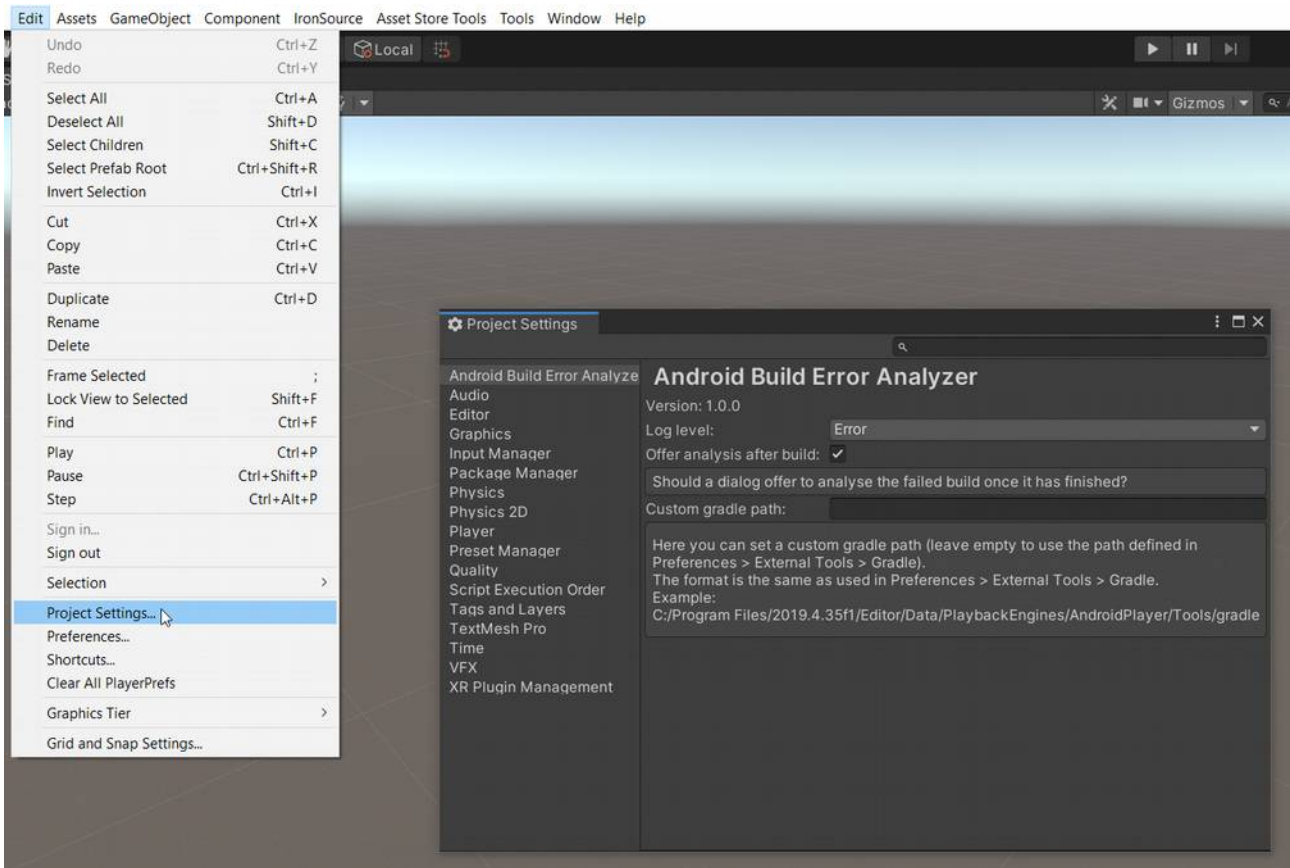 Edit Assets GameObject Component IronSource Asset Store Tools Tools Window Help
Undo Ctrl+Z
Redo Ctrl+Y
Select All Ctrl+A
Deselect All Shift+D
Select Children Shift+C
Select Prefab Root Ctrl+Shift+R
Invert Selection Ctrl+I
Cut Ctrl+X
Copy Ctrl+C
Paste Ctrl+V
Duplicate Ctrl+D
Rename
Delete
Frame Selected ;
Lock View to Selected Shift+F
Find Ctrl+F
Play Ctrl+P
Pause Ctrl+Shift+P
Step Ctrl+Alt+P
Sign in...
Sign out
Selection >
Project Settings...
Preferences...
Shortcuts...
Clear All PlayerPrefs
Graphics Tier >
Grid and Snap Settings...
Local
Gizmos
Project Settings
Android Build Error Analyze
Audio
Editor
Graphics
Input Manager
Package Manager
Physics
Physics 2D
Player
Preset Manager
Quality
Script Execution Order
Tags and Layers
TextMesh Pro
Time
VFX
XR Plugin Management
Android Build Error Analyzer
Version: 1.0.0
Log level: Error
Offer analysis after build:
Should a dialog offer to analyse the failed build once it has finished?
Custom gradle path:
Here you can set a custom gradle path (leave empty to use the path defined in
Preferences > External Tools > Gradle).
The format is the same as used in Preferences > External Tools > Gradle.
Example:
C:/Program Files/2019.4.35f1/Editor/Data/PlaybackEngines/AndroidPlayer/Tools/gradle